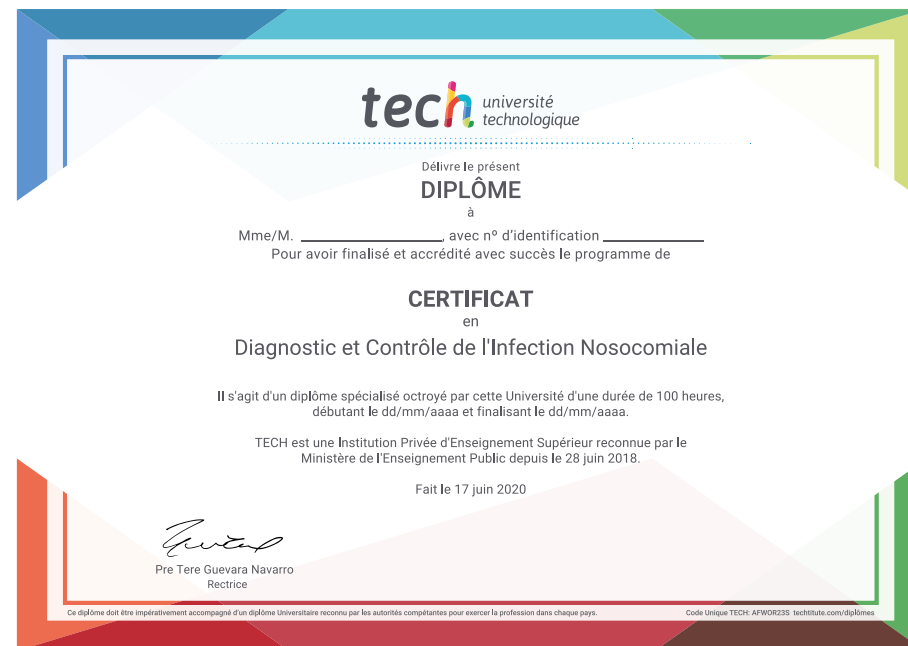 tech université
technologique
Délivre le présent
DIPLÔME
à
Mme/M. ____________________, avec nº d'identification ______________
Pour avoir finalisé et accrédité avec succès le programme de
CERTIFICAT
en
Diagnostic et Contrôle de l'Infection Nosocomiale
Il s'agit d'un diplôme spécialisé octroyé par cette Université d'une durée de 100 heures,
débutant le dd/mm/aaaa et finalisant le dd/mm/aaaa.
TECH est une Institution Privée d'Enseignement Supérieur reconnue par le
Ministère de l'Enseignement Public depuis le 28 juin 2018.
Fait le 17 juin 2020
Pre Tere Guevara Navarro
Rectrice
Ce diplôme doit être impérativement accompagné d'un diplôme Universitaire reconnu par les autorités compétantes pour exercer la profession dans chaque pays.
Code Unique TECH: AFWOR23S techtitute.com/diplômes